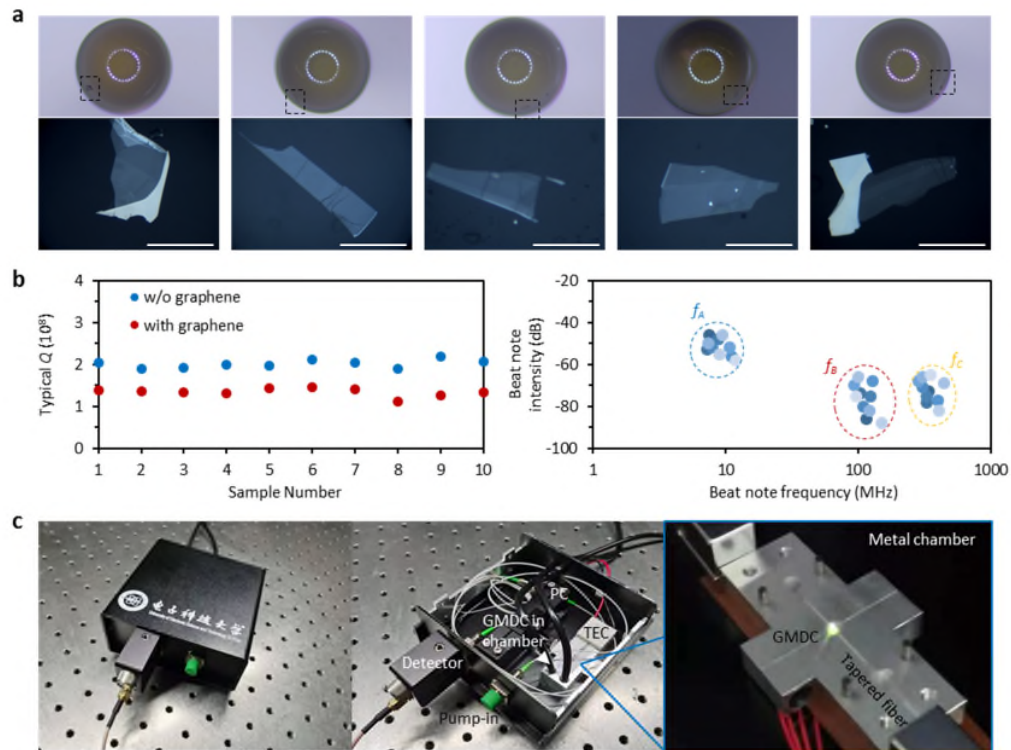 a
b
4
3
2
1
0
Typical Q (10⁸)
w/o graphene
with graphene
1 2 3 4 5 6 7 8 9 10
Sample Number
-20
-40
-60
-80
-100
Beat note
intensity (dB)
f_A
f_B
f_C
1 10 100 1000
Beat note frequency (MHz)
c
电子科技大学
PC
GMDC in
chamber
TEC
Detector
Pump-in
Metal chamber
GMDC
Tapered fiber